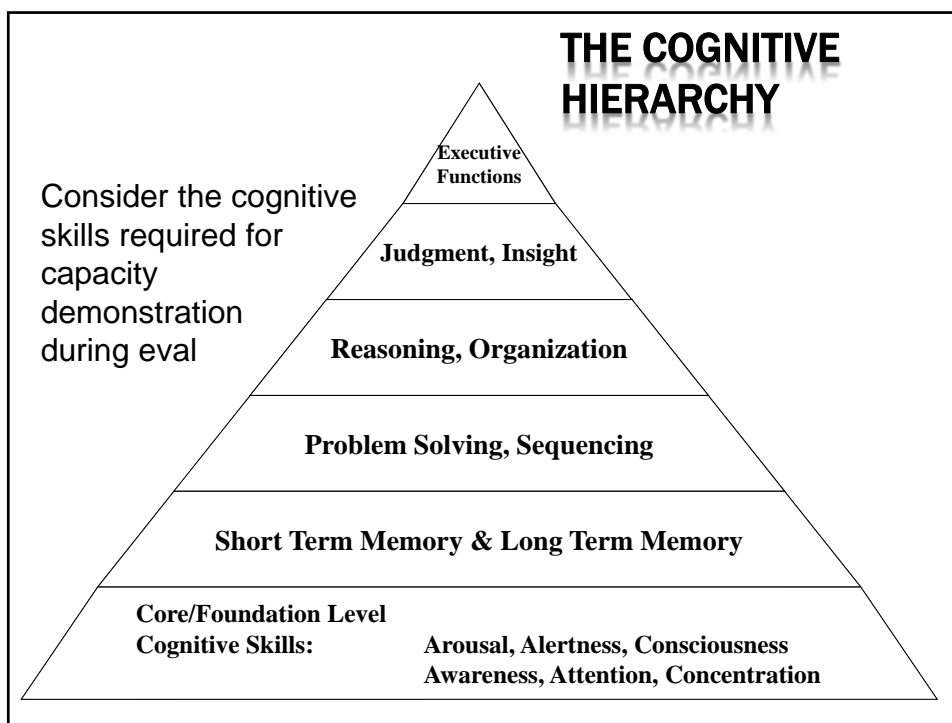 THE COGNITIVE
HIERARCHY
Consider the cognitive
skills required for
capacity
demonstration
during eval
Executive
Functions
Judgment, Insight
Reasoning, Organization
Problem Solving, Sequencing
Short Term Memory & Long Term Memory
Core/Foundation Level
Cognitive Skills: Arousal, Alertness, Consciousness
Awareness, Attention, Concentration